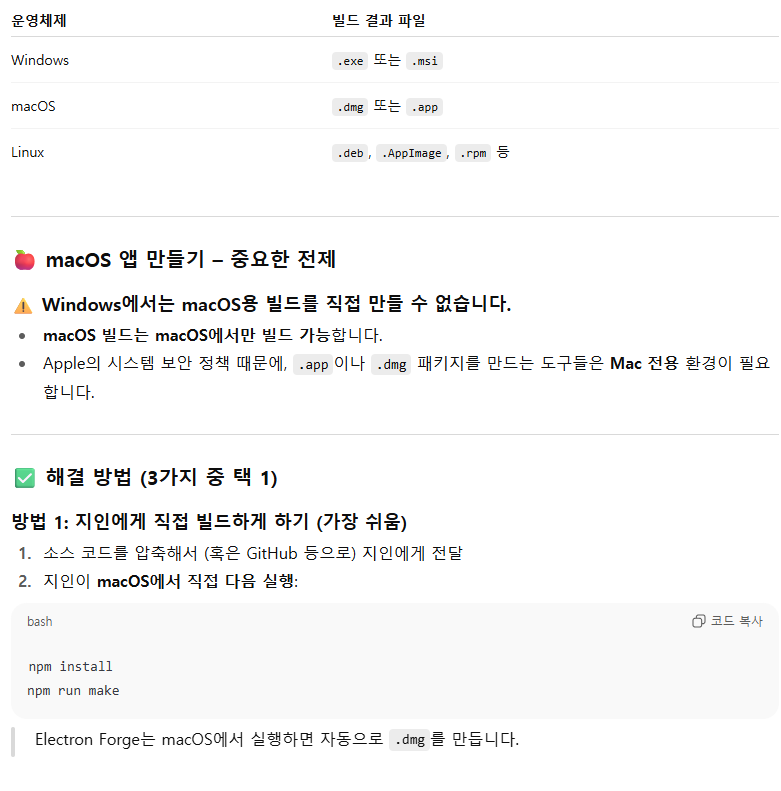 운영체제 빌드 결과 파일
Windows .exe 또는 .msi
macOS .dmg 또는 .app
Linux .deb, .AppImage, .rpm 등
🍎 macOS 앱 만들기 – 중요한 전제
⚠️ Windows에서는 macOS용 빌드를 직접 만들 수 없습니다.
• macOS 빌드는 macOS에서만 빌드 가능합니다.
• Apple의 시스템 보안 정책 때문에, .app이나 .dmg 패키지를 만드는 도구들은 Mac 전용 환경이 필요
합니다.
✅ 해결 방법 (3가지 중 택 1)
방법 1: 지인에게 직접 빌드하게 하기 (가장 쉬움)
1. 소스 코드를 압축해서 (혹은 GitHub 등으로) 지인에게 전달
2. 지인이 macOS에서 직접 다음 실행:
bash 코드 복사
npm install
npm run make
Electron Forge는 macOS에서 실행하면 자동으로 .dmg를 만듭니다.